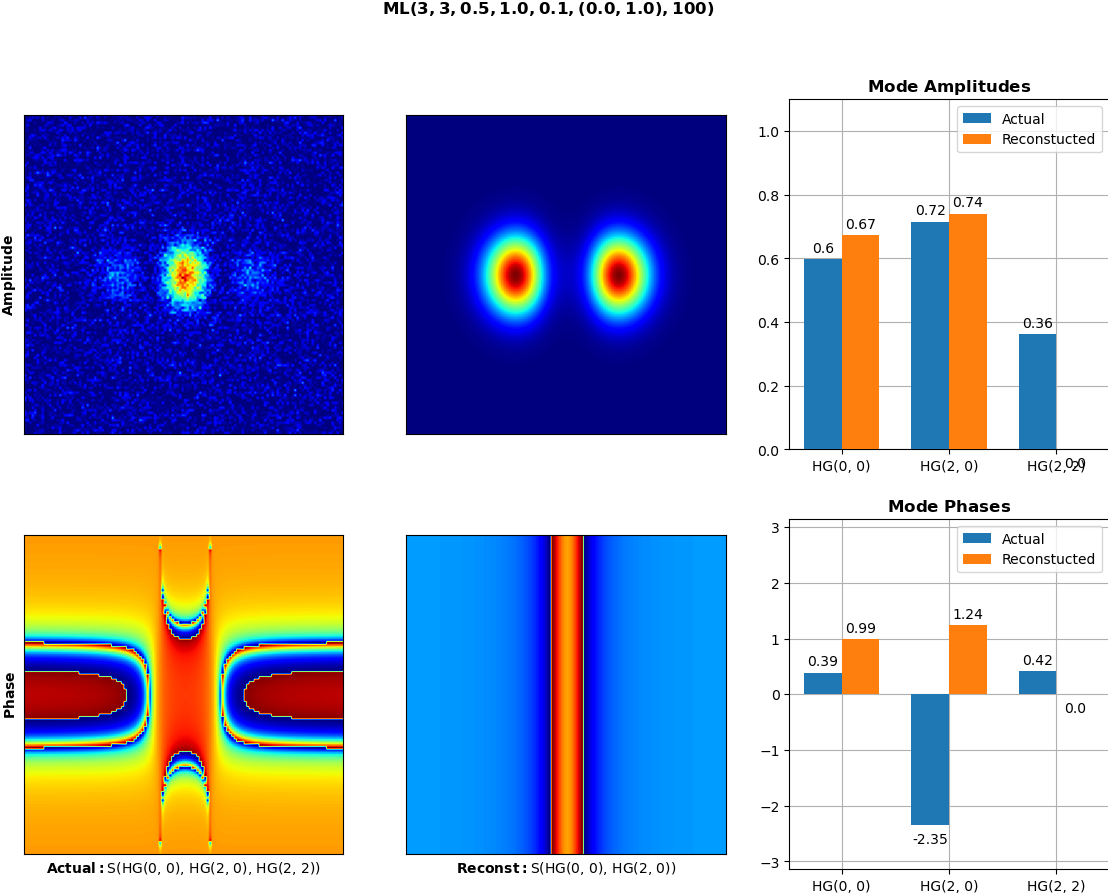 ML(3, 3, 0.5, 1.0, 0.1, (0.0, 1.0), 100)
Amplitude
Mode Amplitudes
Actual
Reconstucted
1.0
0.8
0.6
0.4
0.2
0.0
0.6
0.67
0.72
0.74
0.36
0.0
HG(0, 0)
HG(2, 0)
HG(2, 2)
Phase
Actual: S(HG(0, 0), HG(2, 0), HG(2, 2))
Reconst: S(HG(0, 0), HG(2, 0))
Mode Phases
Actual
Reconstucted
3
2
1
0
−1
−2
−3
0.39
0.99
-2.35
1.24
0.42
0.0
HG(0, 0)
HG(2, 0)
HG(2, 2)